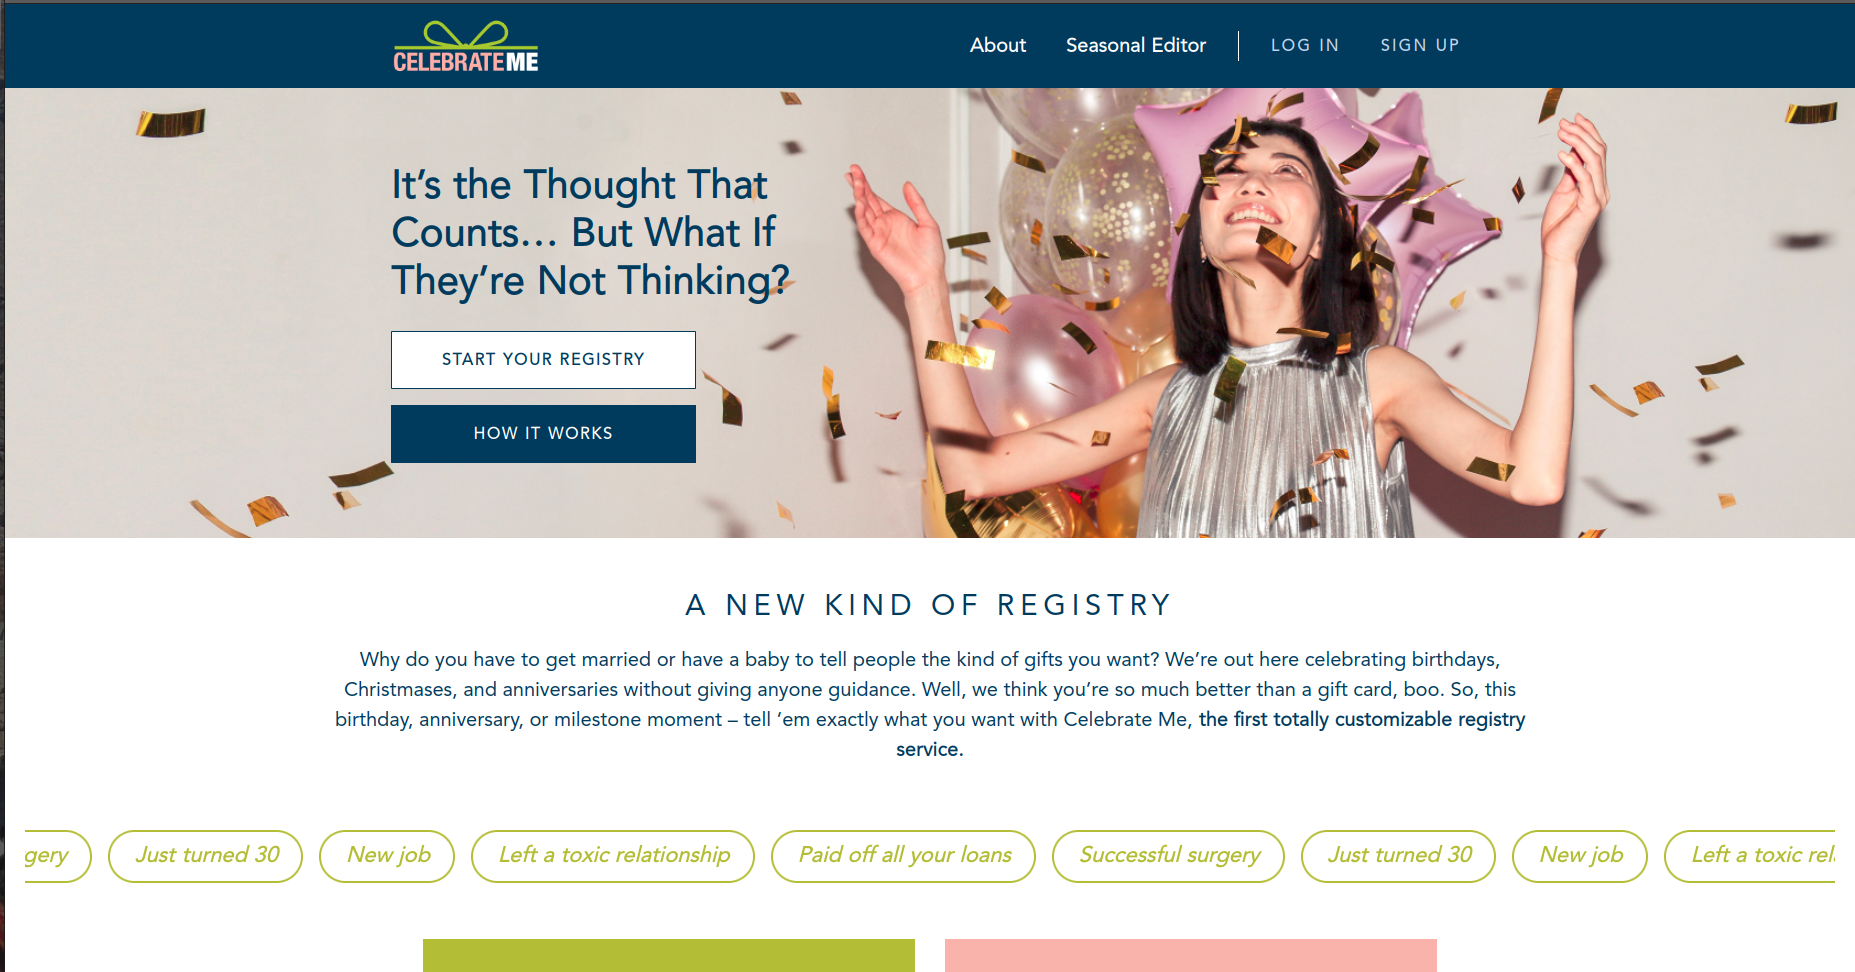 CELEBRATEME
About
Seasonal Editor
LOG IN
SIGN UP
It's the Thought That
Counts... But What If
They're Not Thinking?
START YOUR REGISTRY
HOW IT WORKS
A NEW KIND OF REGISTRY
Why do you have to get married or have a baby to tell people the kind of gifts you want? We're out here celebrating birthdays,
Christmases, and anniversaries without giving anyone guidance. Well, we think you're so much better than a gift card, boo. So, this
birthday, anniversary, or milestone moment – tell 'em exactly what you want with Celebrate Me, the first totally customizable registry
service.
gery
Just turned 30
New job
Left a toxic relationship
Paid off all your loans
Successful surgery
Just turned 30
New job
Left a toxic rel